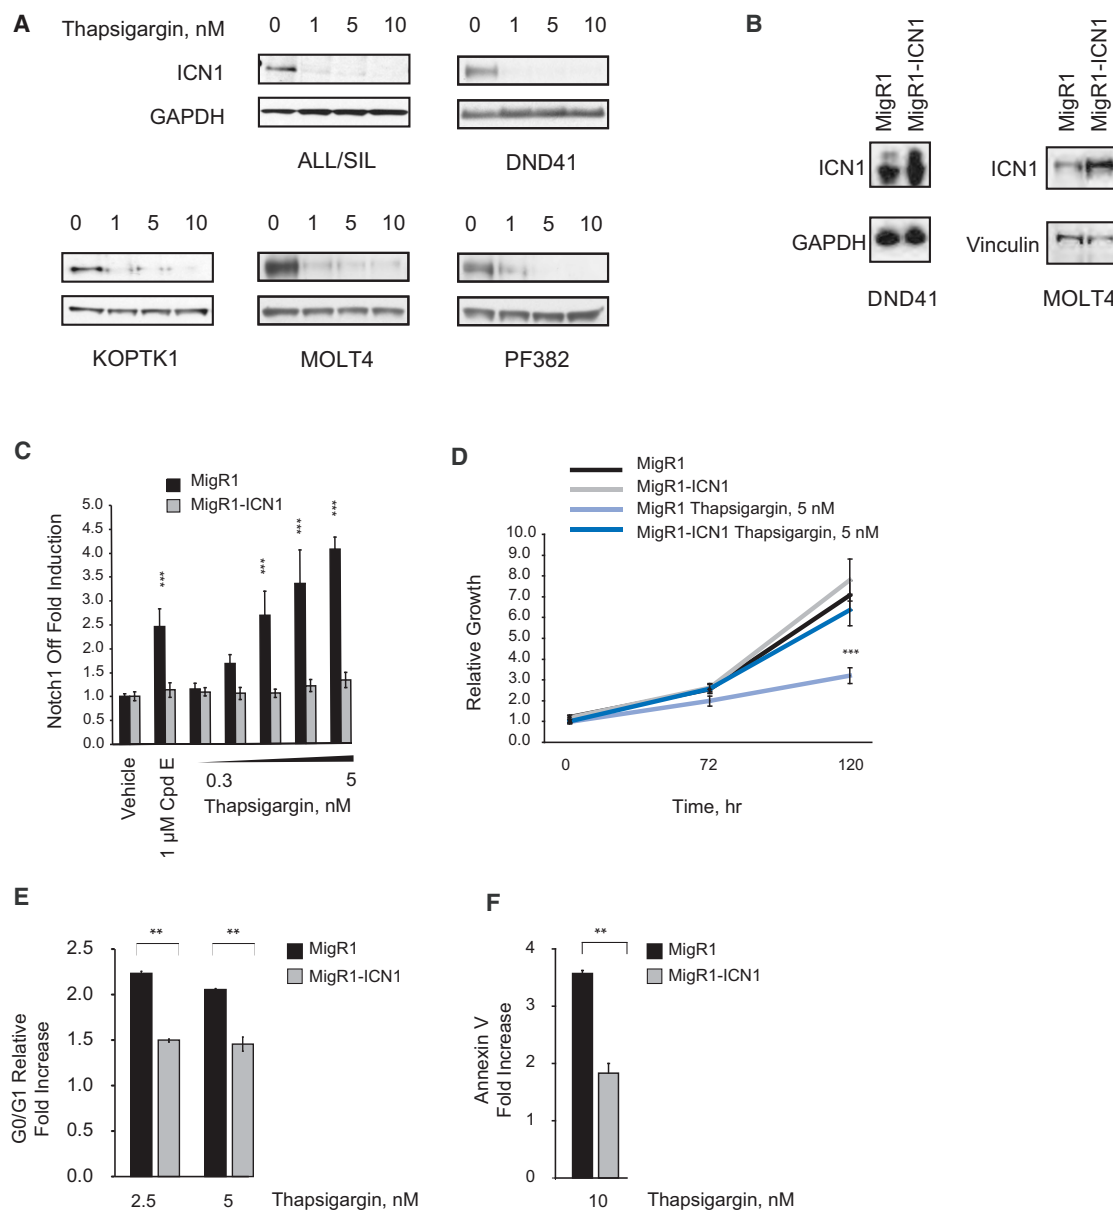 A
Thapsigargin, nM
0 1 5 10
0 1 5 10
ICN1
GAPDH
ALL/SIL
DND41
0 1 5 10
0 1 5 10
0 1 5 10
KOPTK1
MOLT4
PF382
B
MigR1
MigR1-ICN1
MigR1
MigR1-ICN1
ICN1
ICN1
GAPDH
Vinculin
DND41
MOLT4
C
MigR1
MigR1-ICN1
Notch1 Off Fold Induction
5.0
4.5
4.0
3.5
3.0
2.5
2.0
1.5
1.0
0.5
0.0
***
***
***
***
Vehicle
1 µM Cpd E
0.3
5
Thapsigargin, nM
D
MigR1
MigR1-ICN1
MigR1 Thapsigargin, 5 nM
MigR1-ICN1 Thapsigargin, 5 nM
Relative Growth
10.0
9.0
8.0
7.0
6.0
5.0
4.0
3.0
2.0
1.0
0.0
***
0
72
120
Time, hr
E
MigR1
MigR1-ICN1
G0/G1 Relative
Fold Increase
2.5
2.0
1.5
1.0
0.5
0.0
**
**
2.5
5
Thapsigargin, nM
F
MigR1
MigR1-ICN1
Annexin V
Fold Increase
4
3
2
1
0
**
10
Thapsigargin, nM